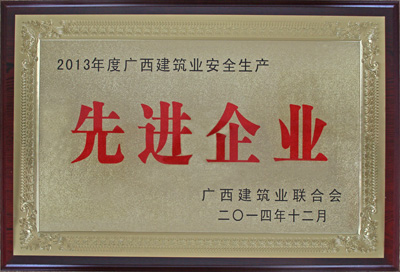 2013年度广西建筑业安全生产
先进企业
广西建筑业联合会
二〇一四年十二月